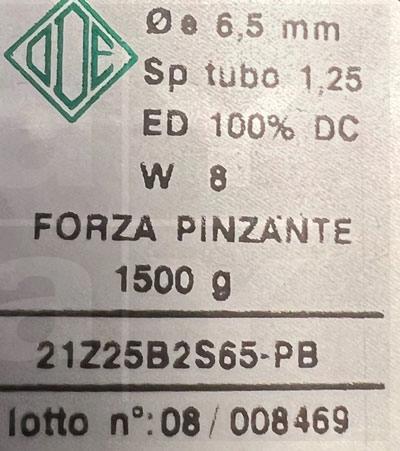 ODE
Ø e 6,5 mm
Sp tubo 1,25
ED 100% DC
W 8
FORZA PINZANTE
1500 g
21Z25B2S65-PB
lotto n°: 08 / 008469